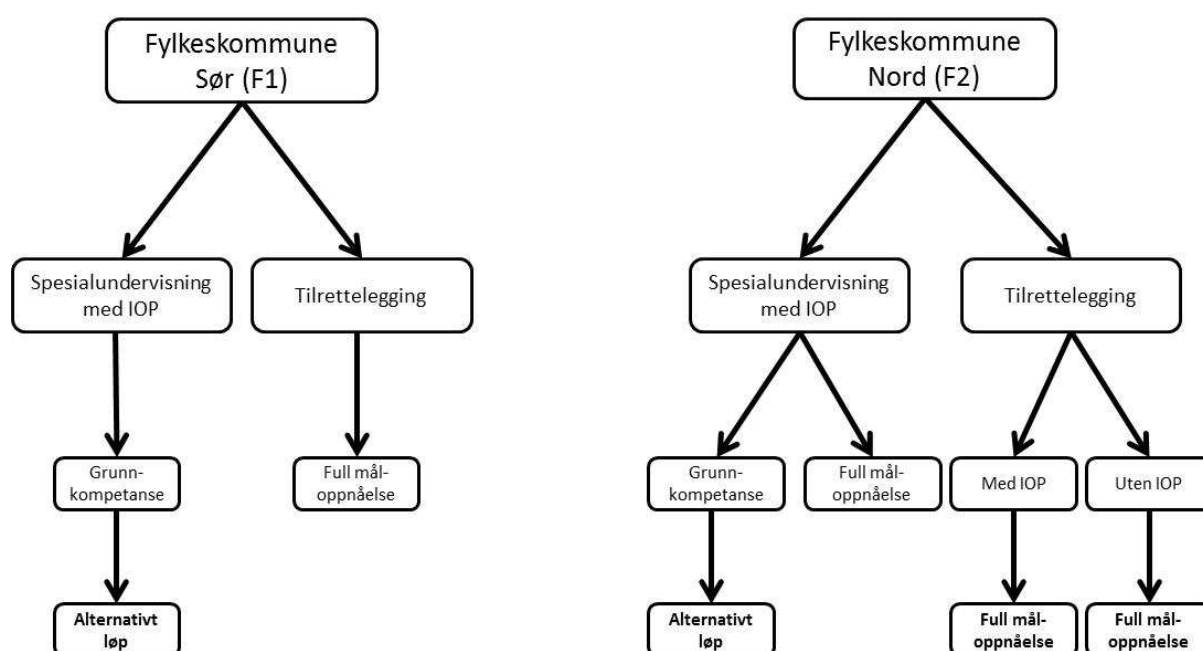 Fylkeskommune
Sør (F1)
Spesialundervisning
med IOP
Tilrettelegging
Grunn-
kompetanse
Full mål-
oppnåelse
Alternativt
løp
Fylkeskommune
Nord (F2)
Spesialundervisning
med IOP
Tilrettelegging
Grunn-
kompetanse
Full mål-
oppnåelse
Med IOP
Uten IOP
Alternativt
løp
Full mål-
oppnåelse
Full mål-
oppnåelse